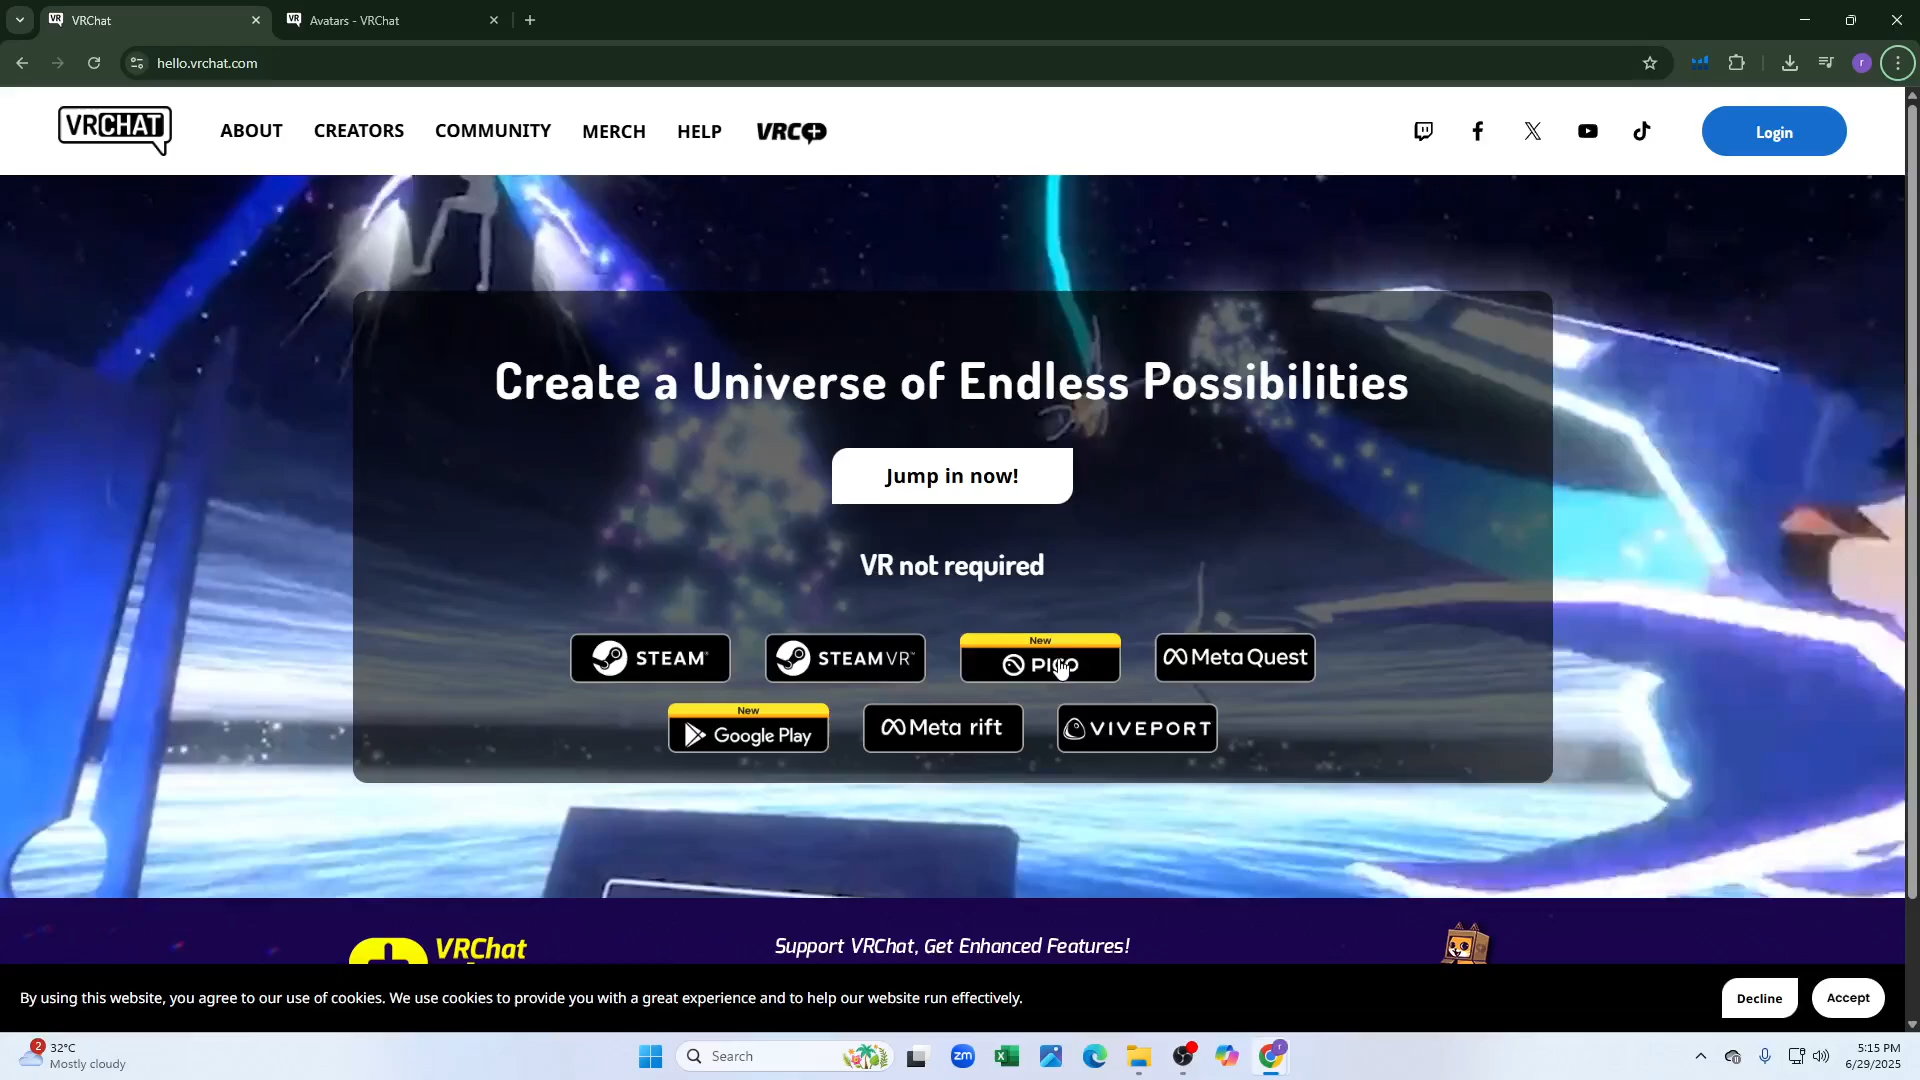 VRChat
Avatars - VRChat
hello.vrchat.com
r
VRCHAT
ABOUT
CREATORS
COMMUNITY
MERCH
HELP
VRC+
Login
Create a Universe of Endless Possibilities
Jump in now!
VR not required
STEAM
STEAMVR™
New
PICO
Meta Quest
New
Google Play
Meta rift
VIVEPORT
VRChat
Support VRChat, Get Enhanced Features!
By using this website, you agree to our use of cookies. We use cookies to provide you with a great experience and to help our website run effectively.
Decline
Accept
2
32°C
Mostly cloudy
Search
zm
5:15 PM
6/29/2025